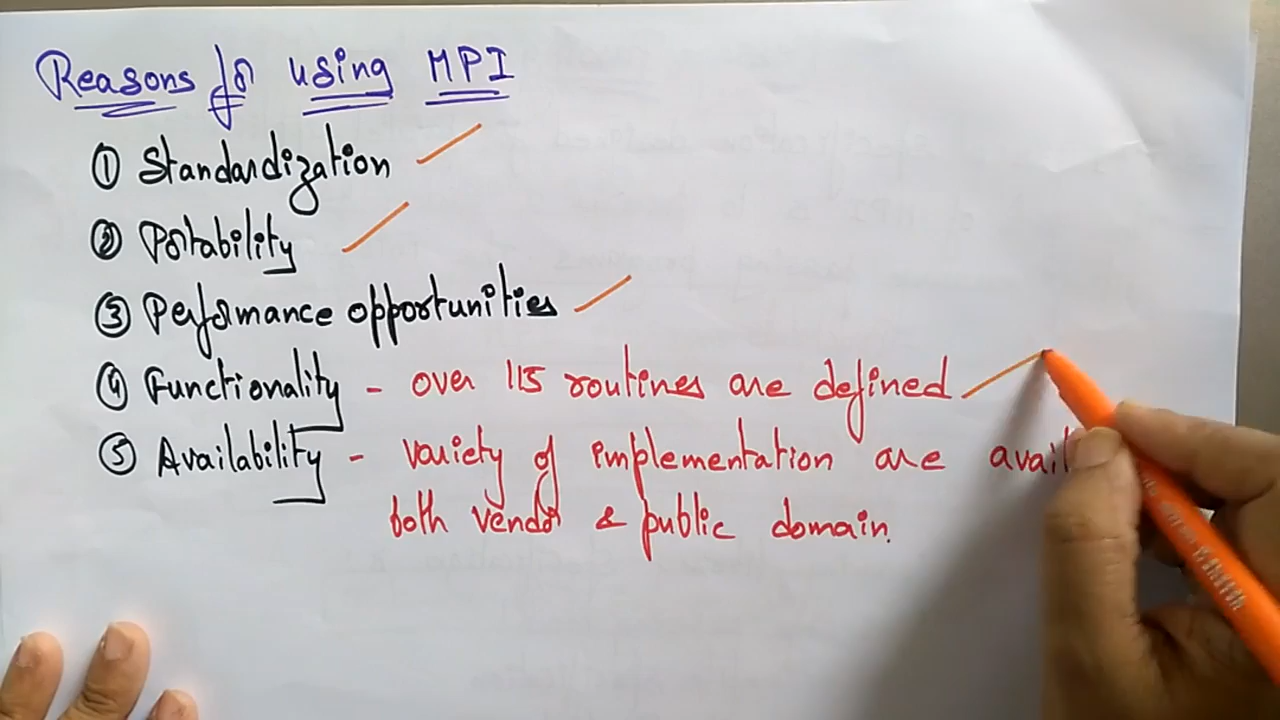 Reasons for using MPI
① Standardization
② Portability
③ Performance opportunities
④ Functionality - over 115 routines are defined
⑤ Availability - variety of implementation are avail
both vendor & public domain.